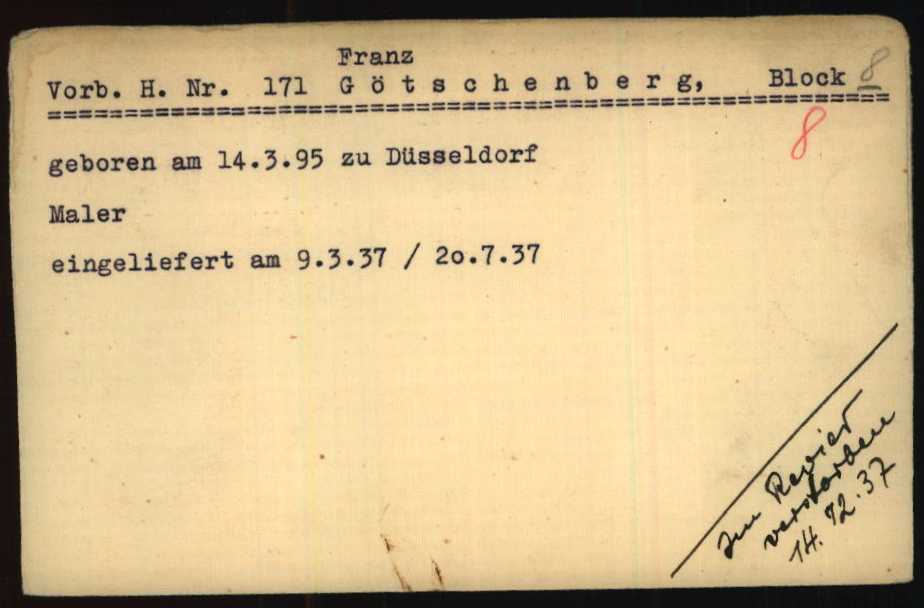 Franz
Vorb. H. Nr. 171 Götschenberg, Block 8
8
geboren am 14.3.95 zu Düsseldorf
Maler
eingeliefert am 9.3.37 / 2o.7.37
Im Revier
verstorben
14.12.37